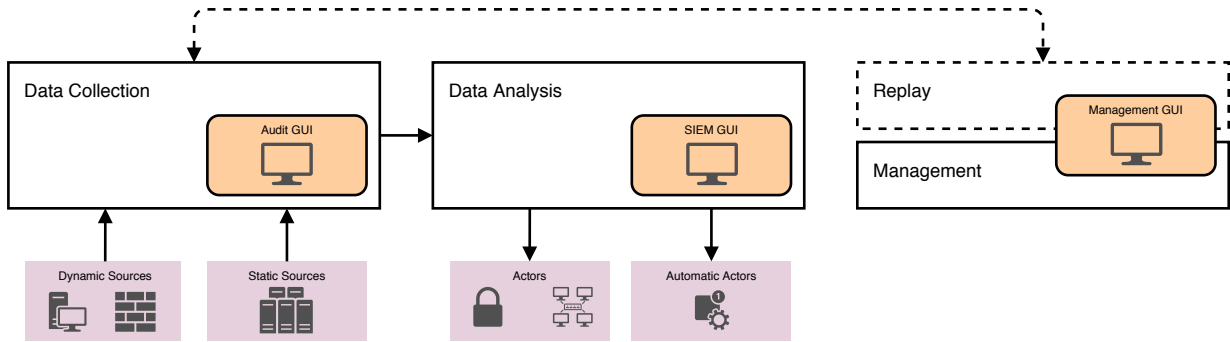 Data Collection
Audit GUI
Data Analysis
SIEM GUI
Replay
Management GUI
Management
Dynamic Sources
Static Sources
Actors
Automatic Actors
1